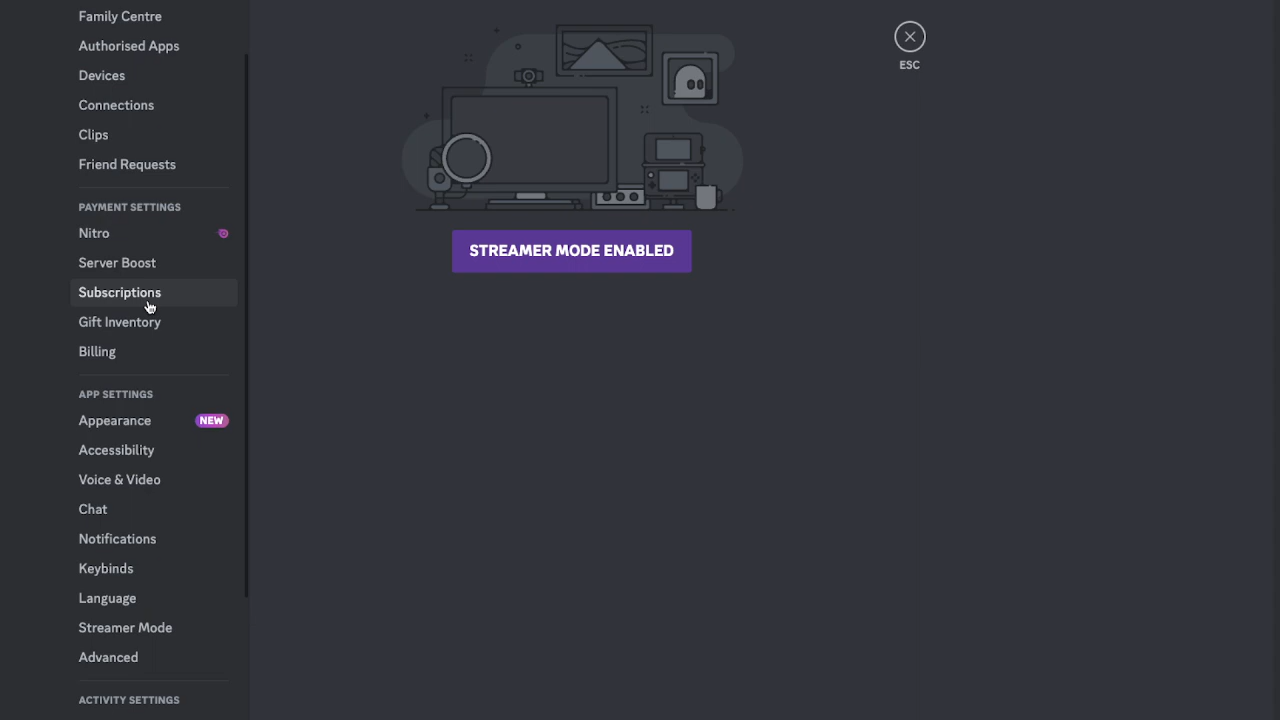 Family Centre
Authorised Apps
Devices
Connections
Clips
Friend Requests
PAYMENT SETTINGS
Nitro
Server Boost
Subscriptions
Gift Inventory
Billing
APP SETTINGS
Appearance NEW
Accessibility
Voice & Video
Chat
Notifications
Keybinds
Language
Streamer Mode
Advanced
ACTIVITY SETTINGS
STREAMER MODE ENABLED
ESC